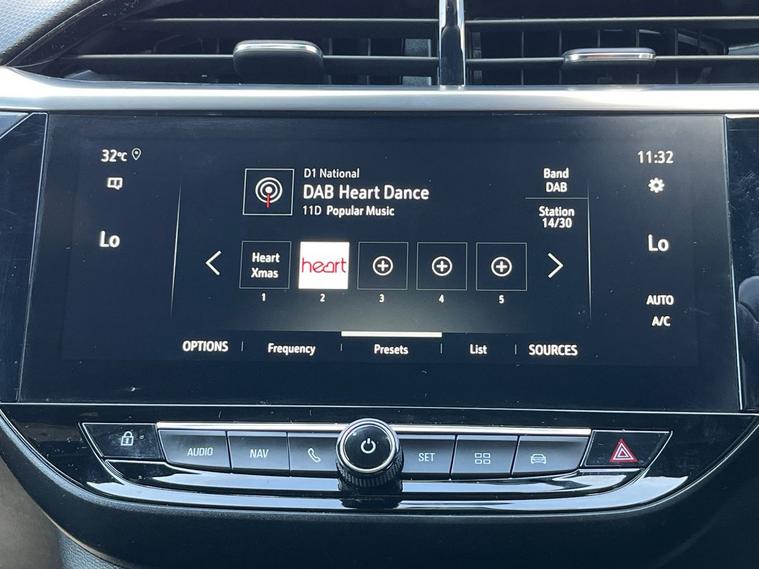 32°C
11:32
D1 National
DAB Heart Dance
11D Popular Music
Band
DAB
Station
14/30
Lo
Lo
Heart
Xmas
heart
1
2
3
4
5
AUTO
A/C
OPTIONS
Frequency
Presets
List
SOURCES
AUDIO
NAV
SET